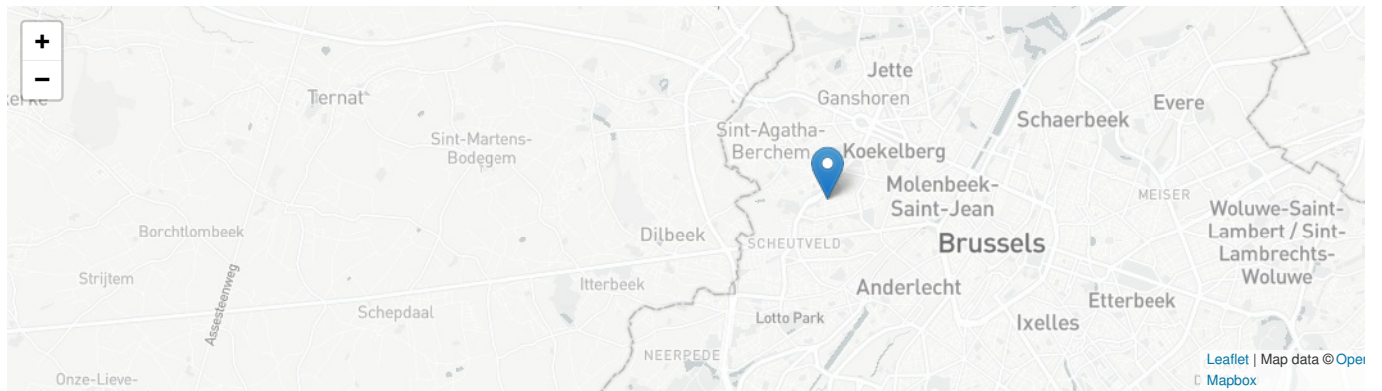 +
−
Jette
Ganshoren
Ternat
Evere
Schaerbeek
Sint-Agatha-
Berchem
Sint-Martens-
Bodegem
Koekelberg
Molenbeek-
Saint-Jean
MEISER
Woluwe-Saint-
Lambert / Sint-
Lambrechts-
Woluwe
Borchtlombeek
Dilbeek
SCHEUTVELD
Brussels
Strijtem
Assesteenweg
Itterbeek
Anderlecht
Etterbeek
Schepdaal
Lotto Park
Ixelles
NEERPEDE
Onze-Lieve-
Leaflet | Map data © Oper
Mapbox